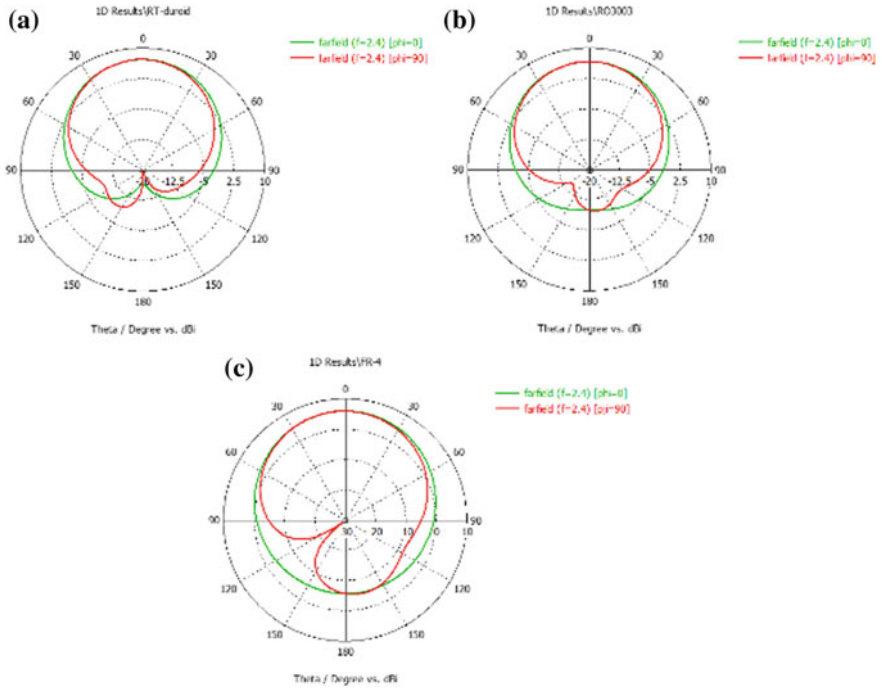 (a)
1D Results\RT-duroid
farfield (f=2.4) [phi=0]
farfield (f=2.4) [phi=90]
0
30 30
60 60
90 -20 -12.5 -5 2.5 10 90
120 120
150 150
180
Theta / Degree vs. dBi
(b)
1D Results\RO3003
farfield (f=2.4) [phi=0]
farfield (f=2.4) [phi=90]
0
30 30
60 60
90 -20 -12.5 -5 2.5 10 90
120 120
150 150
180
Theta / Degree vs. dBi
(c)
1D Results\FR-4
farfield (f=2.4) [phi=0]
farfield (f=2.4)
0
30 30
60 60
90 30 20 10 0 10 90
120 120
150 150
180
Theta / Degree vs. dBi